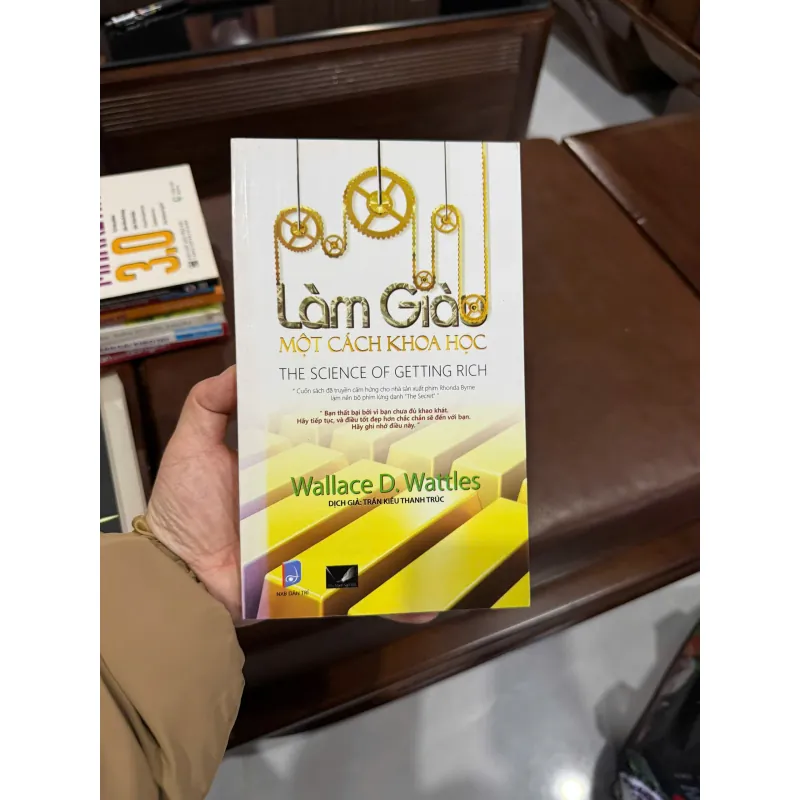 Làm Giàu
MỘT CÁCH KHOA HỌC
THE SCIENCE OF GETTING RICH
" Cuốn sách đã truyền cảm hứng cho nhà sản xuất phim Rhonda Byrne
làm nên bộ phim lừng danh "The Secret" "
" Bạn thất bại bởi vì bạn chưa đủ khao khát.
Hãy tiếp tục, và điều tốt đẹp hơn chắc chắn sẽ đến với bạn.
Hãy ghi nhớ điều này. "
Wallace D. Wattles
DỊCH GIẢ: TRẦN KIỀU THANH TRÚC
NXB DÂN TRÍ
3.0